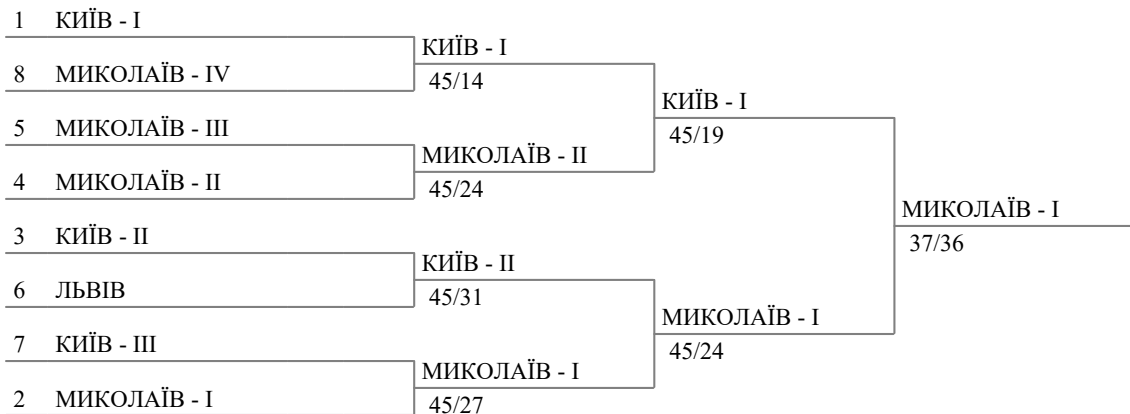 1 КИЇВ - I
КИЇВ - I
8 МИКОЛАЇВ - IV
45/14
КИЇВ - I
45/19
5 МИКОЛАЇВ - III
МИКОЛАЇВ - II
4 МИКОЛАЇВ - II
45/24
МИКОЛАЇВ - I
37/36
3 КИЇВ - II
КИЇВ - II
6 ЛЬВІВ
45/31
МИКОЛАЇВ - I
45/24
7 КИЇВ - III
МИКОЛАЇВ - I
2 МИКОЛАЇВ - I
45/27